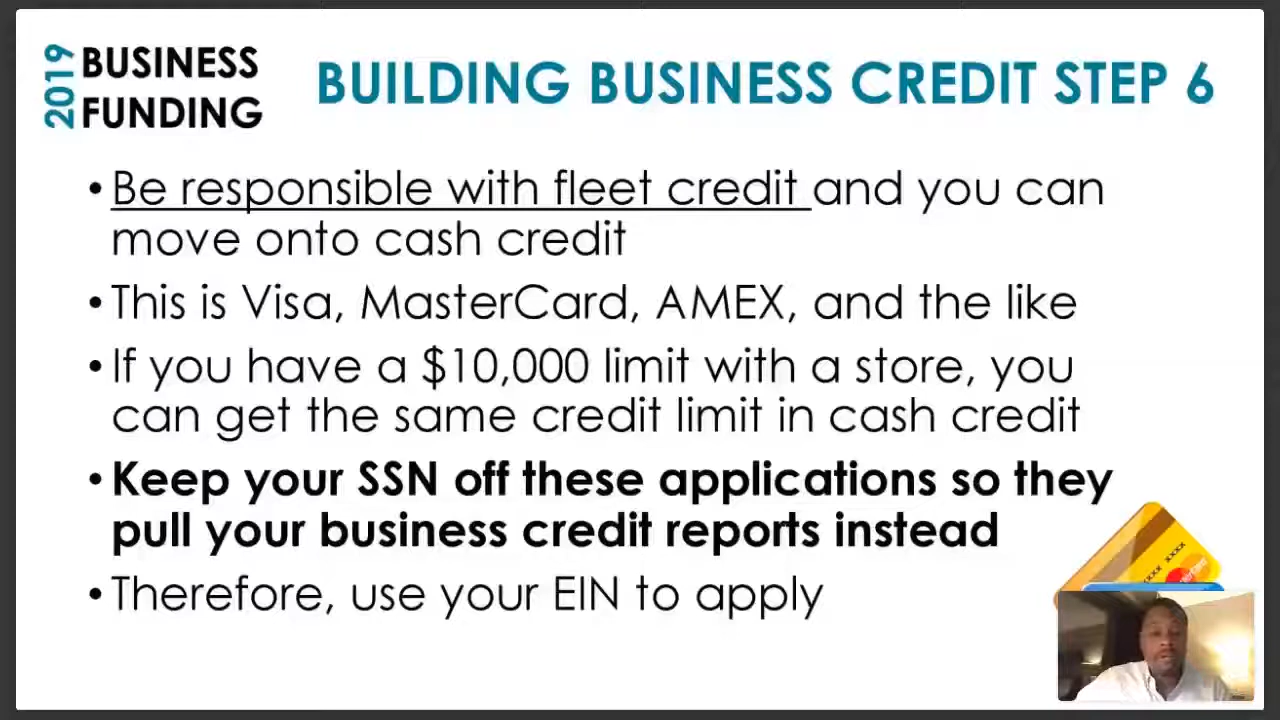 2019
BUSINESS
FUNDING
BUILDING BUSINESS CREDIT STEP 6
• Be responsible with fleet credit and you can
move onto cash credit
• This is Visa, MasterCard, AMEX, and the like
• If you have a $10,000 limit with a store, you
can get the same credit limit in cash credit
• Keep your SSN off these applications so they
pull your business credit reports instead
• Therefore, use your EIN to apply
XXXX XXXX